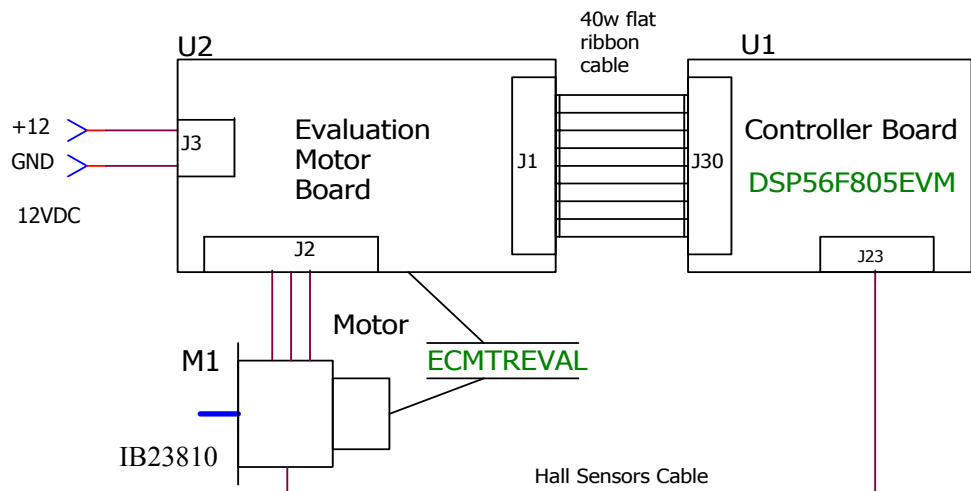 40w flat
ribbon
cable
U2
U1
+12
GND
12VDC
J3
Evaluation
Motor
Board
J1
J30
Controller Board
DSP56F805EVM
J2
J23
Motor
M1
ECMTREVAL
IB23810
Hall Sensors Cable